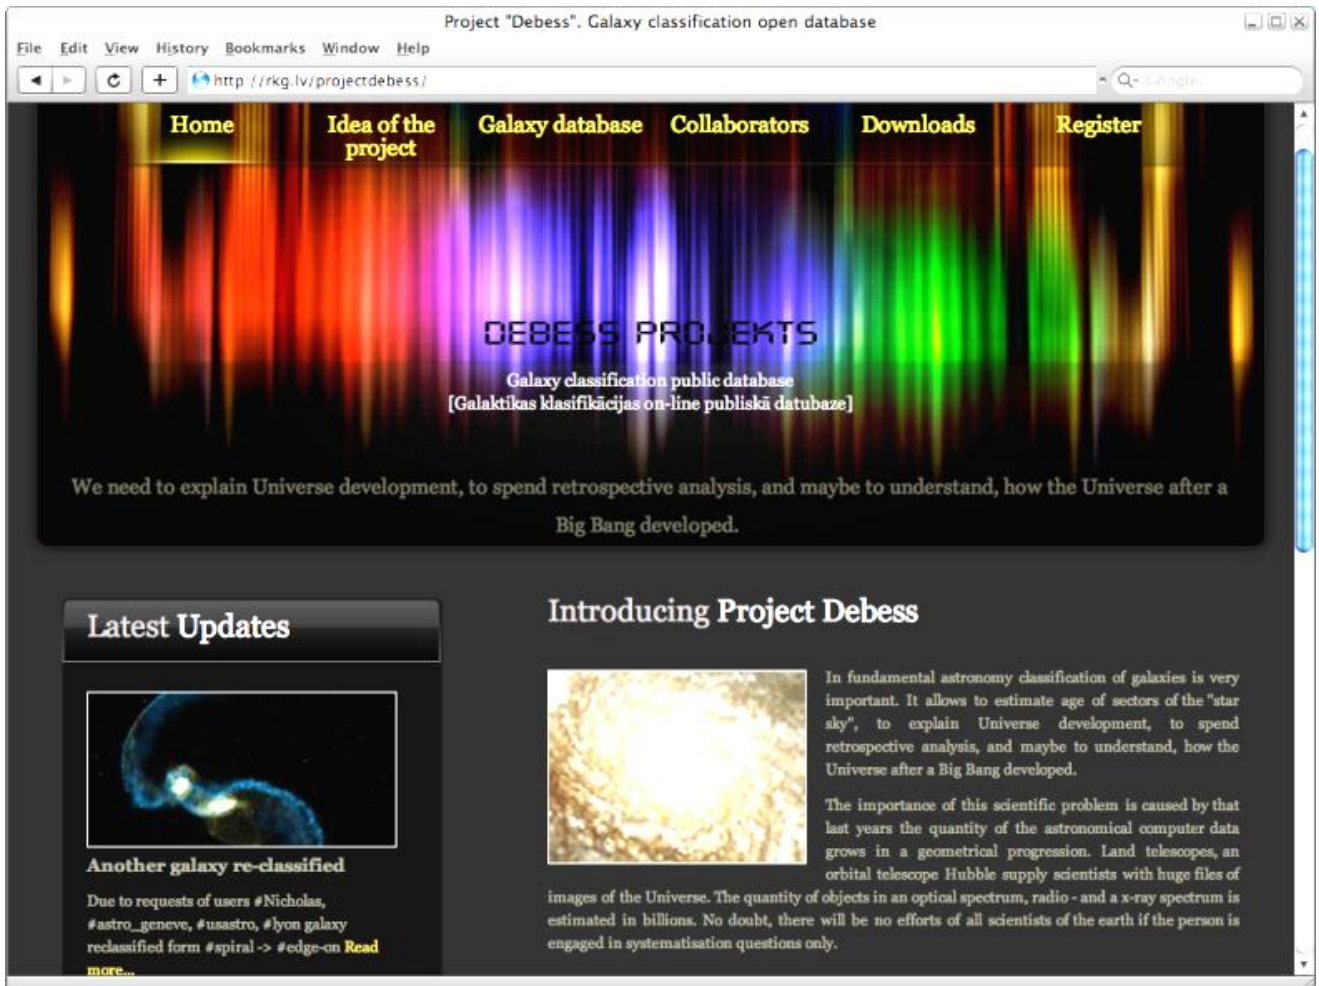 Project "Debess". Galaxy classification open database
File Edit View History Bookmarks Window Help
http://rkg.lv/projectdebess/
Google
Home Idea of the project Galaxy database Collaborators Downloads Register
DEBESS PROJEKTS
Galaxy classification public database
[Galaktikas klasifikācijas on-line publiskā datubaze]
We need to explain Universe development, to spend retrospective analysis, and maybe to understand, how the Universe after a
Big Bang developed.
Latest Updates
Another galaxy re-classified
Due to requests of users #Nicholas,
#astro_geneve, #usastro, #lyon galaxy
reclassified form #spiral -> #edge-on Read
more...
Introducing Project Debess
In fundamental astronomy classification of galaxies is very
important. It allows to estimate age of sectors of the "star
sky", to explain Universe development, to spend
retrospective analysis, and maybe to understand, how the
Universe after a Big Bang developed.
The importance of this scientific problem is caused by that
last years the quantity of the astronomical computer data
grows in a geometrical progression. Land telescopes, an
orbital telescope Hubble supply scientists with huge files of
images of the Universe. The quantity of objects in an optical spectrum, radio - and a x-ray spectrum is
estimated in billions. No doubt, there will be no efforts of all scientists of the earth if the person is
engaged in systematisation questions only.